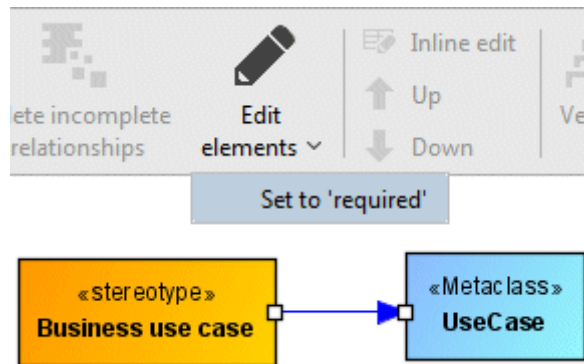 lete incomplete
relationships
Edit
elements
Inline edit
Up
Down
Ve
Set to 'required'
«stereotype»
Business use case
«Metaclass»
UseCase